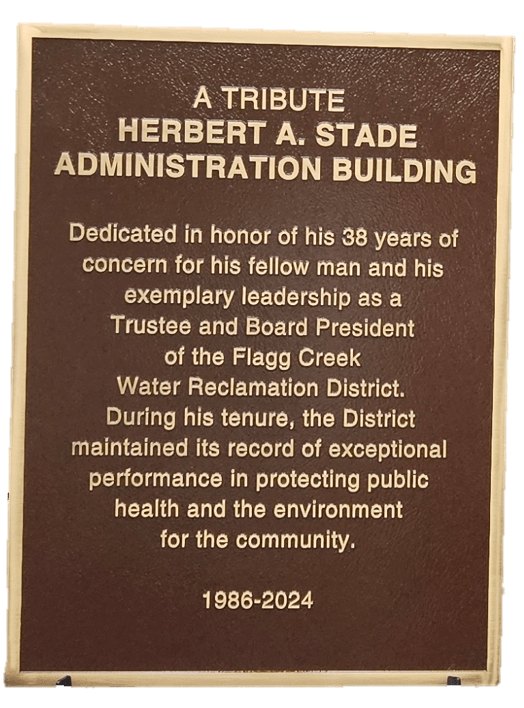 A TRIBUTE
HERBERT A. STADE
ADMINISTRATION BUILDING
Dedicated in honor of his 38 years of
concern for his fellow man and his
exemplary leadership as a
Trustee and Board President
of the Flagg Creek
Water Reclamation District.
During his tenure, the District
maintained its record of exceptional
performance in protecting public
health and the environment
for the community.
1986-2024